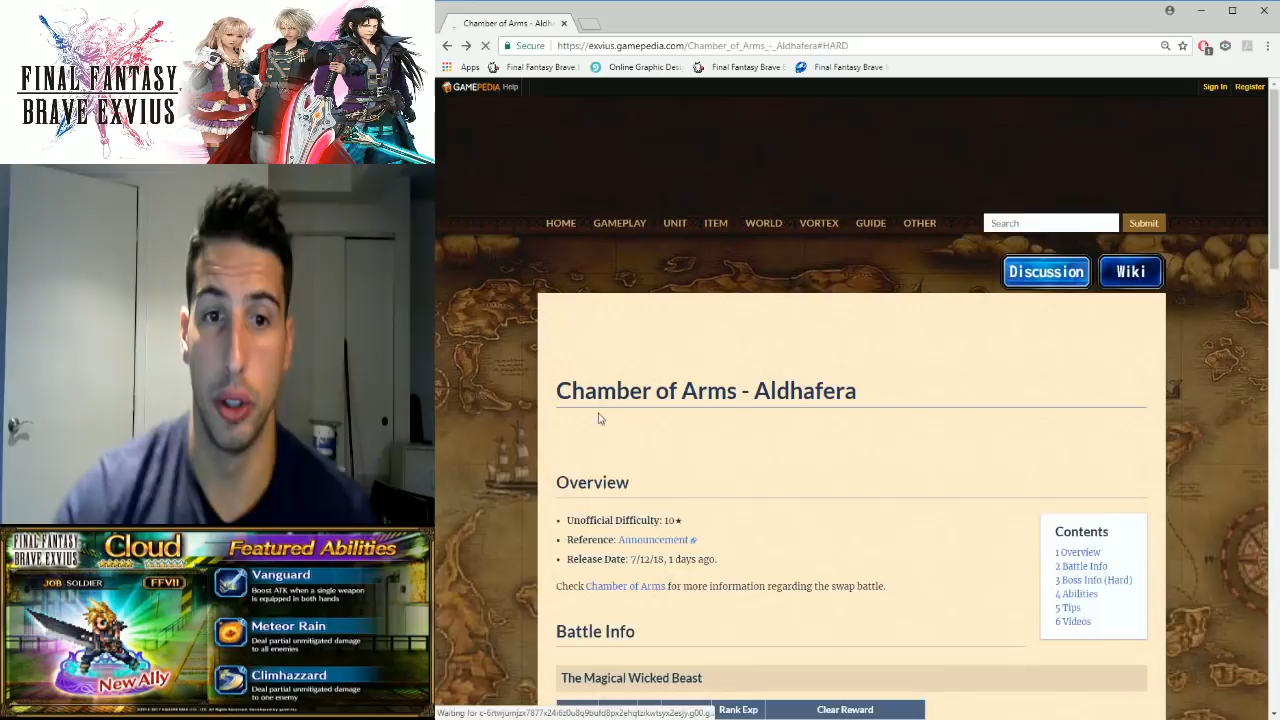 FINAL FANTASY
BRAVE EXVIUS
Chamber of Arms - Aldh
Secure
https://exvius.gamepedia.com/Chamber_of_Arms_-_Aldhafera#HARD
Apps
Final Fantasy Brave
Online Graphic Desi
Final Fantasy Brave
Final Fantasy Brave
GAMEPEDIA Help
Sign In Register
HOME GAMEPLAY UNIT ITEM WORLD VORTEX GUIDE OTHER
Search
Submit
Discussion
Wiki
Chamber of Arms - Aldhafera
Overview
• Unofficial Difficulty: 10★
• Reference: Announcement
• Release Date: 7/12/18, 1 days ago.
Check Chamber of Arms for more information regarding the swap battle.
Contents
1 Overview
2 Battle Info
3 Boss Info (Hard)
4 Abilities
5 Tips
6 Videos
Battle Info
The Magical Wicked Beast
Rank Exp
Clear Reward
FINAL FANTASY
BRAVE EXVIUS
Cloud
Featured Abilities
JOB SOLDIER
FFVII
New Ally
Vanguard
Boost ATK when a single weapon
is equipped in both hands
Meteor Rain
Deal partial unmitigated damage
to all enemies
Climhazzard
Deal partial unmitigated damage
to one enemy